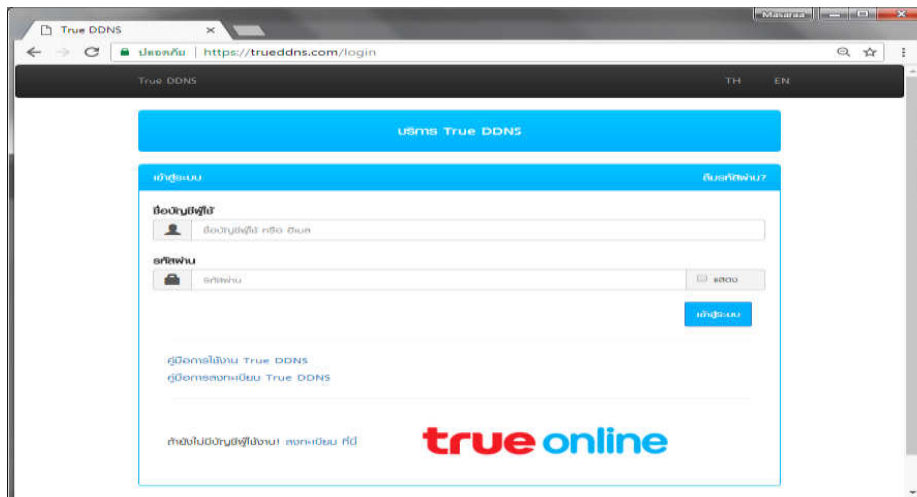 Masaraa
True DDNS
ปลอดภัย | https://trueddns.com/login
True DDNS TH EN
บริการ True DDNS
เข้าสู่ระบบ ลืมรหัสผ่าน?
ชื่อบัญชีผู้ใช้
ชื่อบัญชีผู้ใช้ หรือ อีเมล
รหัสผ่าน
รหัสผ่าน แสดง
เข้าสู่ระบบ
คู่มือการใช้งาน True DDNS
คู่มือการลงทะเบียน True DDNS
ถ้ายังไม่มีบัญชีผู้ใช้งาน! ลงทะเบียน ที่นี่
true online